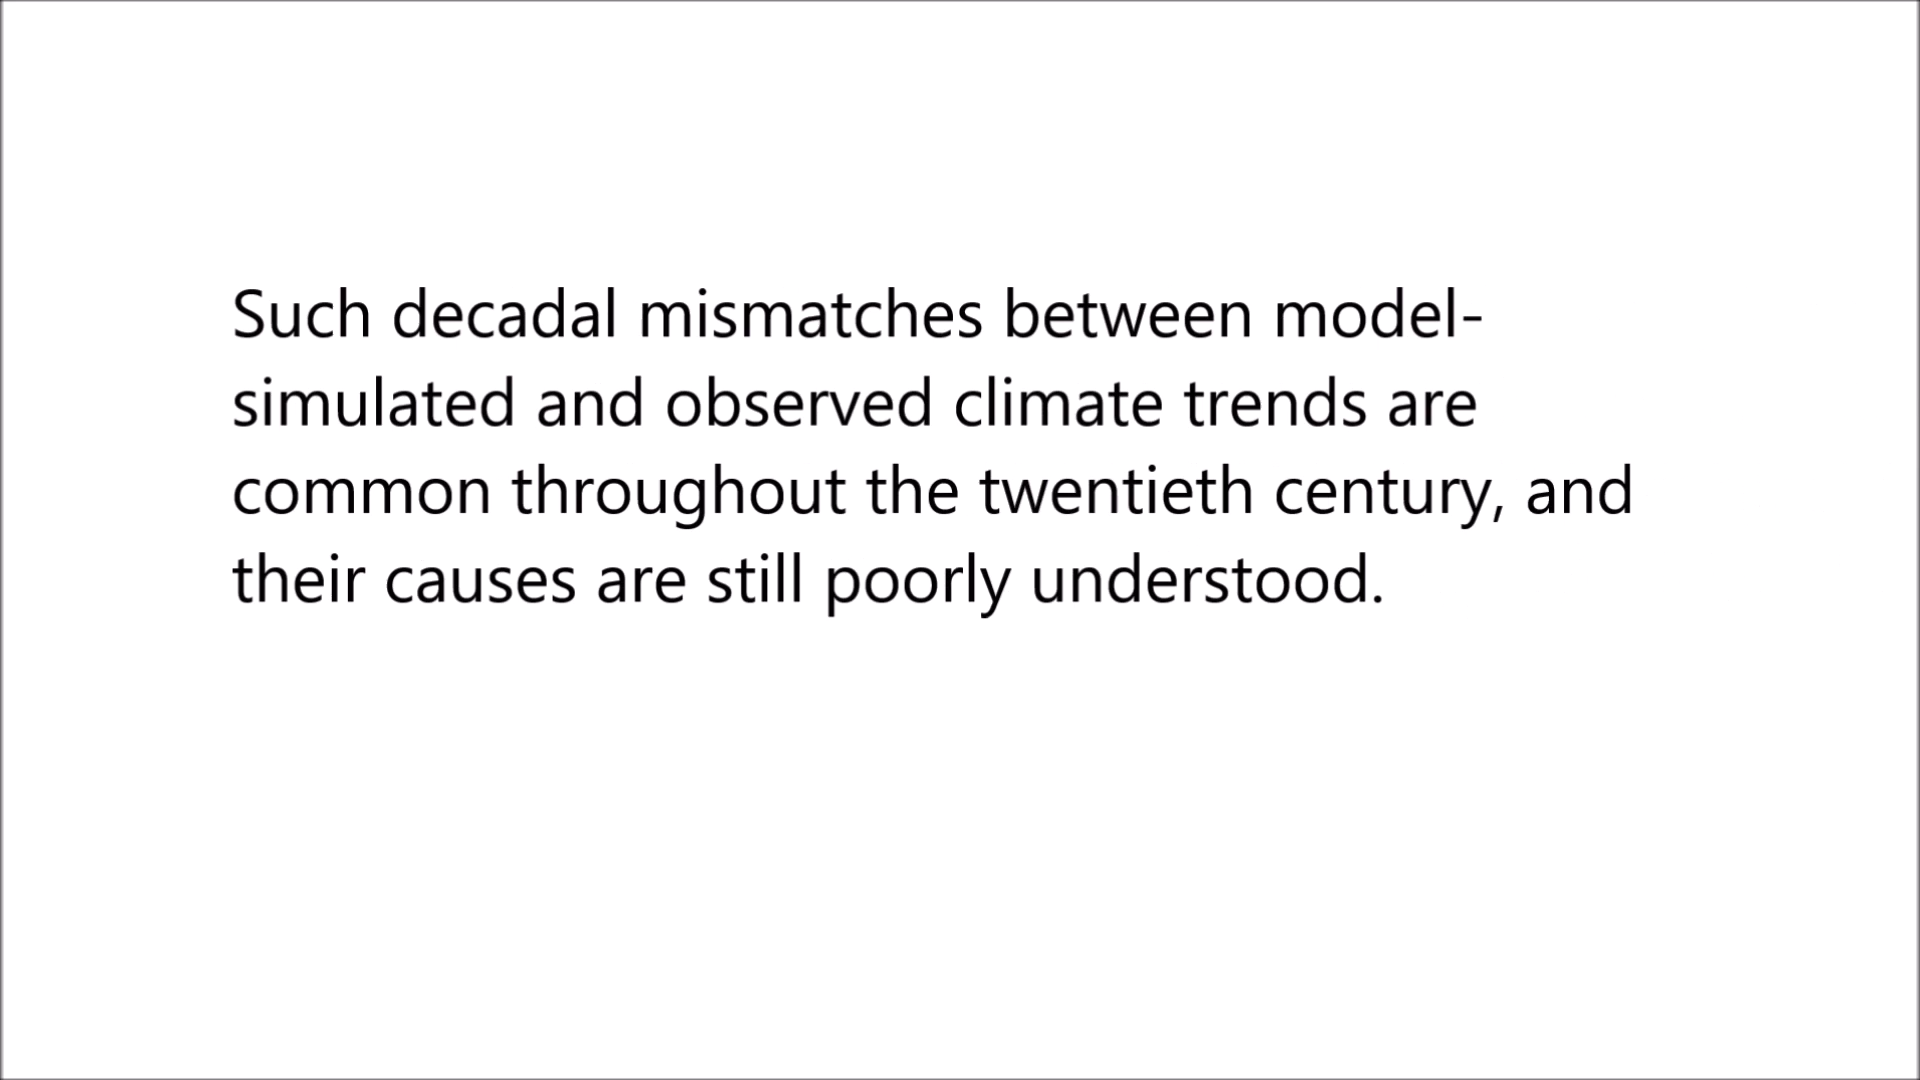 Such decadal mismatches between model-
simulated and observed climate trends are
common throughout the twentieth century, and
their causes are still poorly understood.